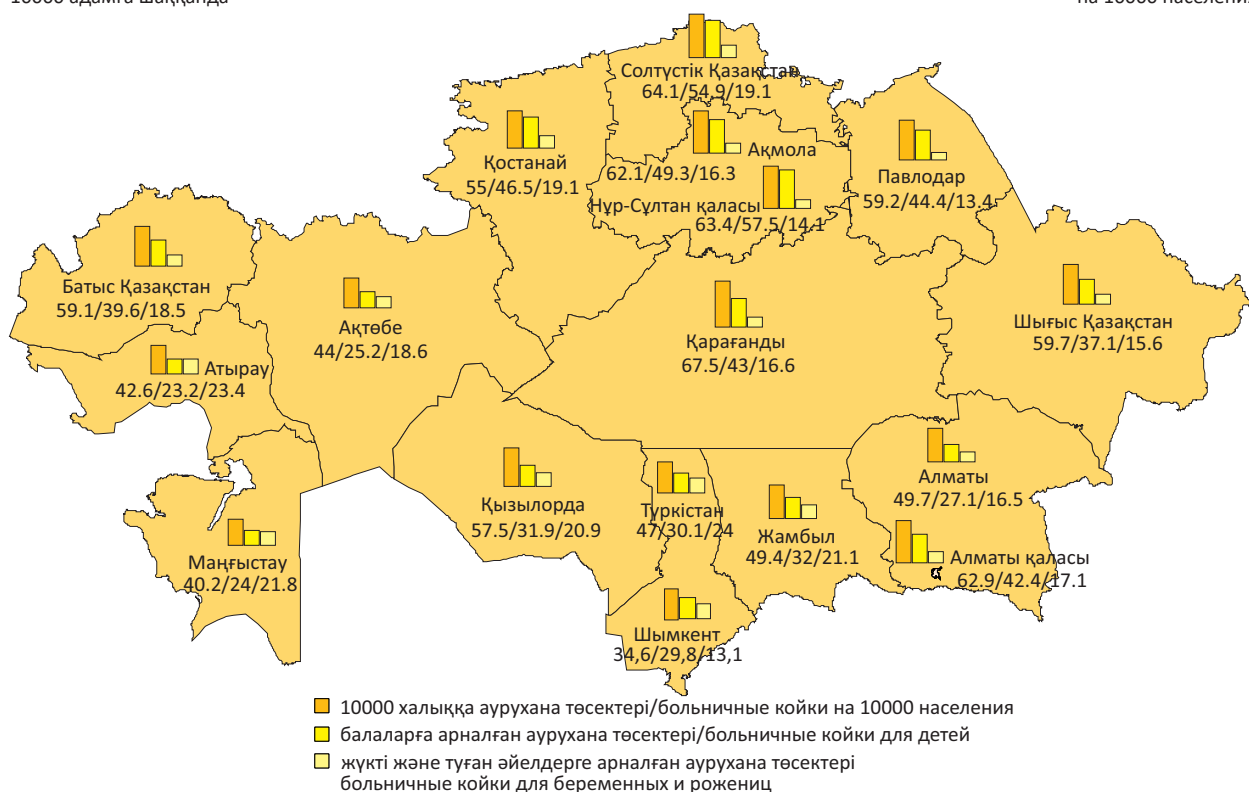 10000 адамға шаққанда
на 10000 населения
Солтүстік Қазақстан
64.1/54.9/19.1
Қостанай
55/46.5/19.1
Ақмола
62.1/49.3/16.3
Нұр-Сұлтан қаласы
63.4/57.5/14.1
Павлодар
59.2/44.4/13.4
Батыс Қазақстан
59.1/39.6/18.5
Ақтөбе
44/25.2/18.6
Қарағанды
67.5/43/16.6
Шығыс Қазақстан
59.7/37.1/15.6
Атырау
42.6/23.2/23.4
Маңғыстау
40.2/24/21.8
Қызылорда
57.5/31.9/20.9
Түркістан
47/30.1/24
Жамбыл
49.4/32/21.1
Алматы
49.7/27.1/16.5
Алматы қаласы
62.9/42.4/17.1
Шымкент
34,6/29,8/13,1
10000 халыққа аурухана төсектері/больничные койки на 10000 населения
балаларға арналған аурухана төсектері/больничные койки для детей
жүкті және туған әйелдерге арналған аурухана төсектері
больничные койки для беременных и рожениц